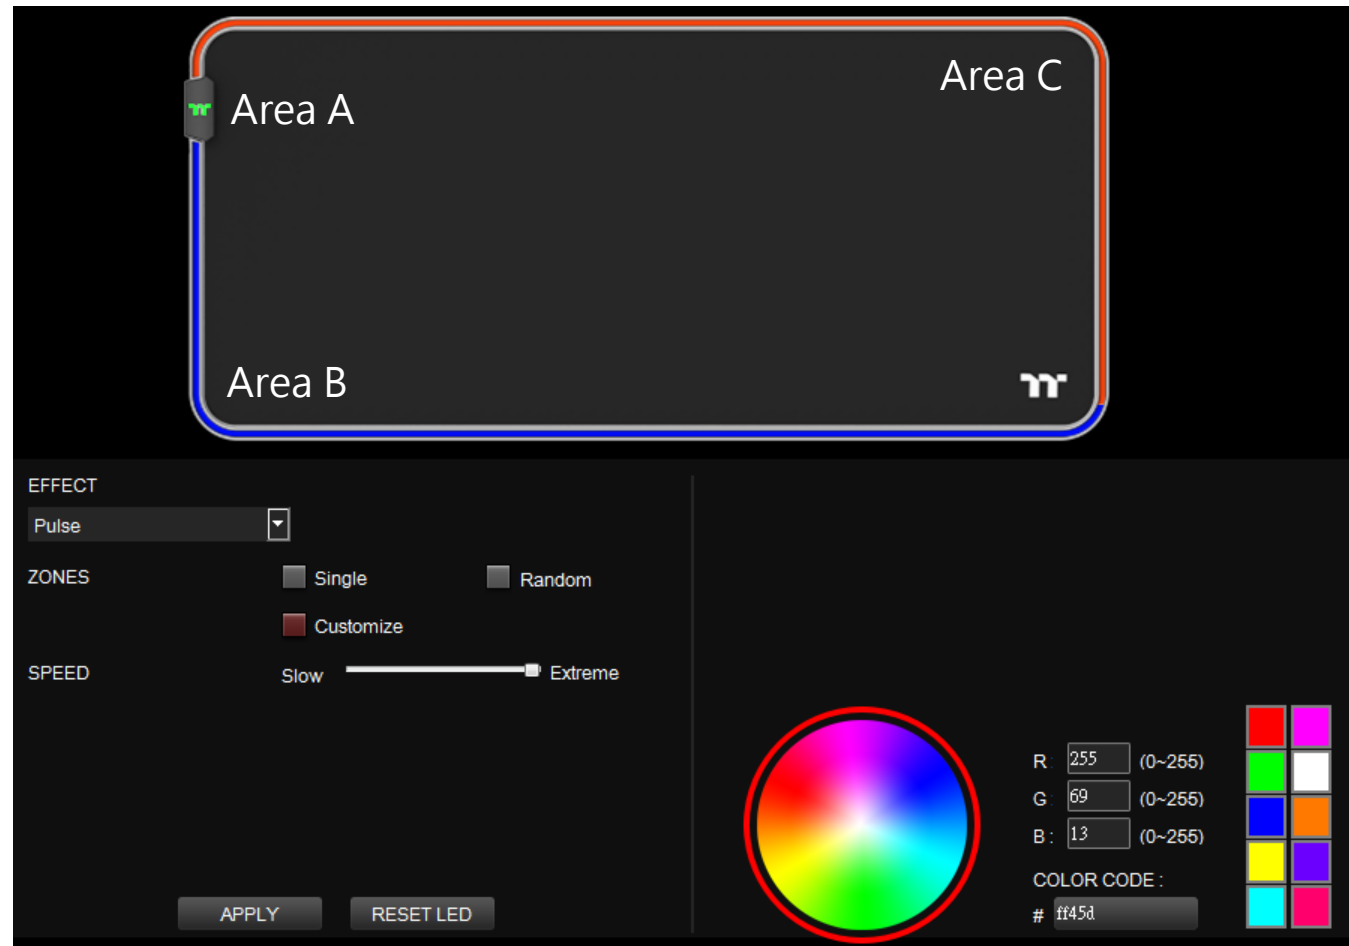 Area C
Area A
Area B
EFFECT
Pulse
ZONES
Single
Random
Customize
SPEED
Slow
Extreme
R: 255 (0~255)
G: 69 (0~255)
B: 13 (0~255)
COLOR CODE :
# ff45d
APPLY
RESET LED